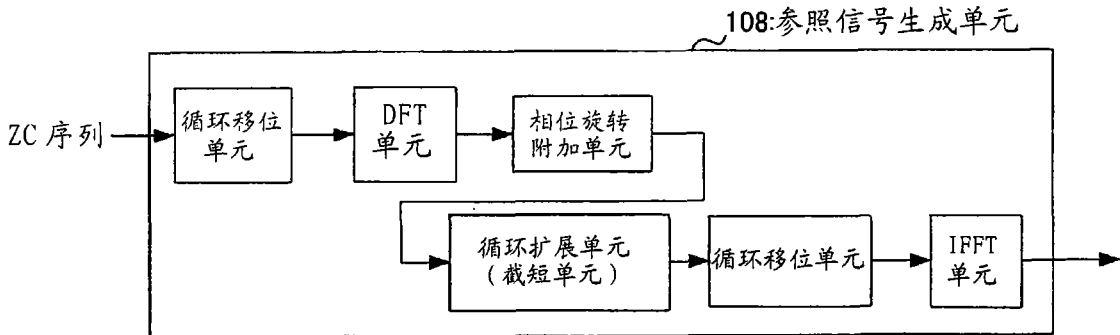 108:参照信号生成单元
ZC 序列
循环移位
单元
DFT
单元
相位旋转
附加单元
循环扩展单元
(截短单元)
循环移位单元
IFFT
单元